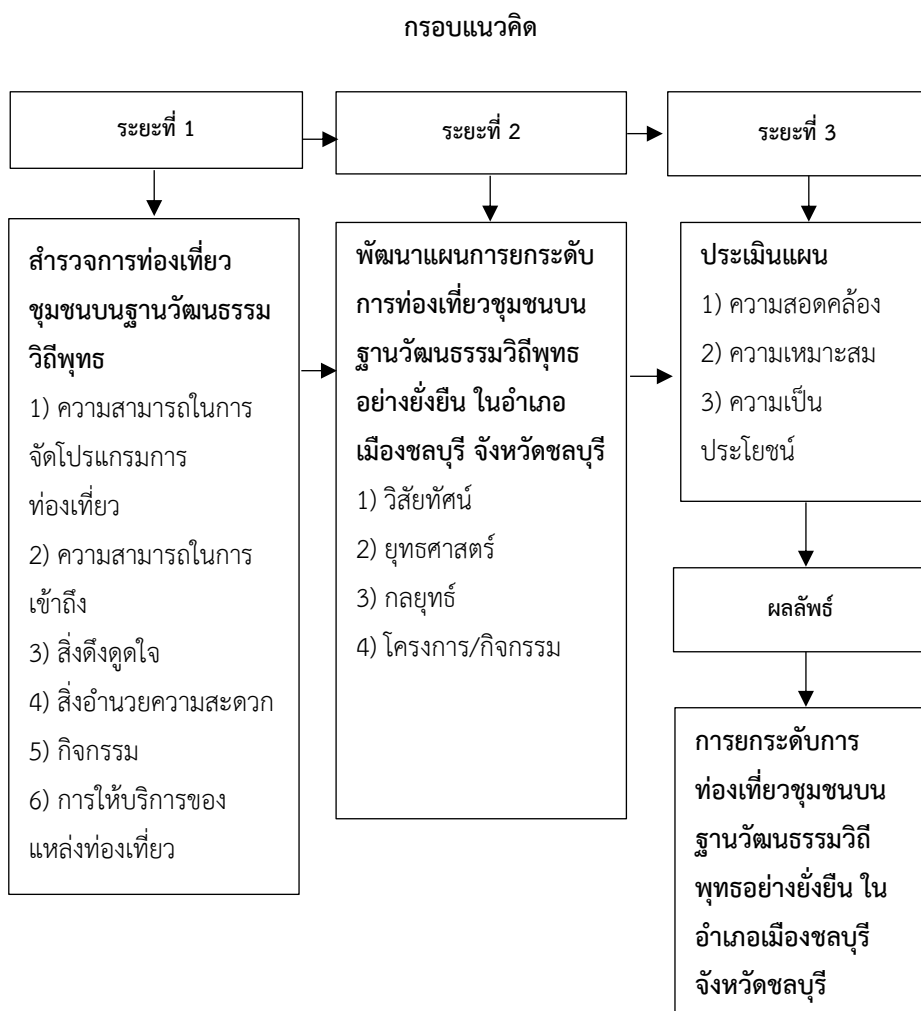 กรอบแนวคิด
ระยะที่ 1
ระยะที่ 2
ระยะที่ 3
สำรวจการท่องเที่ยว
ชุมชนบนฐานวัฒนธรรม
วิถีพุทธ
1) ความสามารถในการ
จัดโปรแกรมการ
ท่องเที่ยว
2) ความสามารถในการ
เข้าถึง
3) สิ่งดึงดูดใจ
4) สิ่งอำนวยความสะดวก
5) กิจกรรม
6) การให้บริการของ
แหล่งท่องเที่ยว
พัฒนาแผนการยกระดับ
การท่องเที่ยวชุมชนบน
ฐานวัฒนธรรมวิถีพุทธ
อย่างยั่งยืน ในอำเภอ
เมืองชลบุรี จังหวัดชลบุรี
1) วิสัยทัศน์
2) ยุทธศาสตร์
3) กลยุทธ์
4) โครงการ/กิจกรรม
ประเมินแผน
1) ความสอดคล้อง
2) ความเหมาะสม
3) ความเป็น
ประโยชน์
ผลลัพธ์
การยกระดับการ
ท่องเที่ยวชุมชนบน
ฐานวัฒนธรรมวิถี
พุทธอย่างยั่งยืน ใน
อำเภอเมืองชลบุรี
จังหวัดชลบุรี